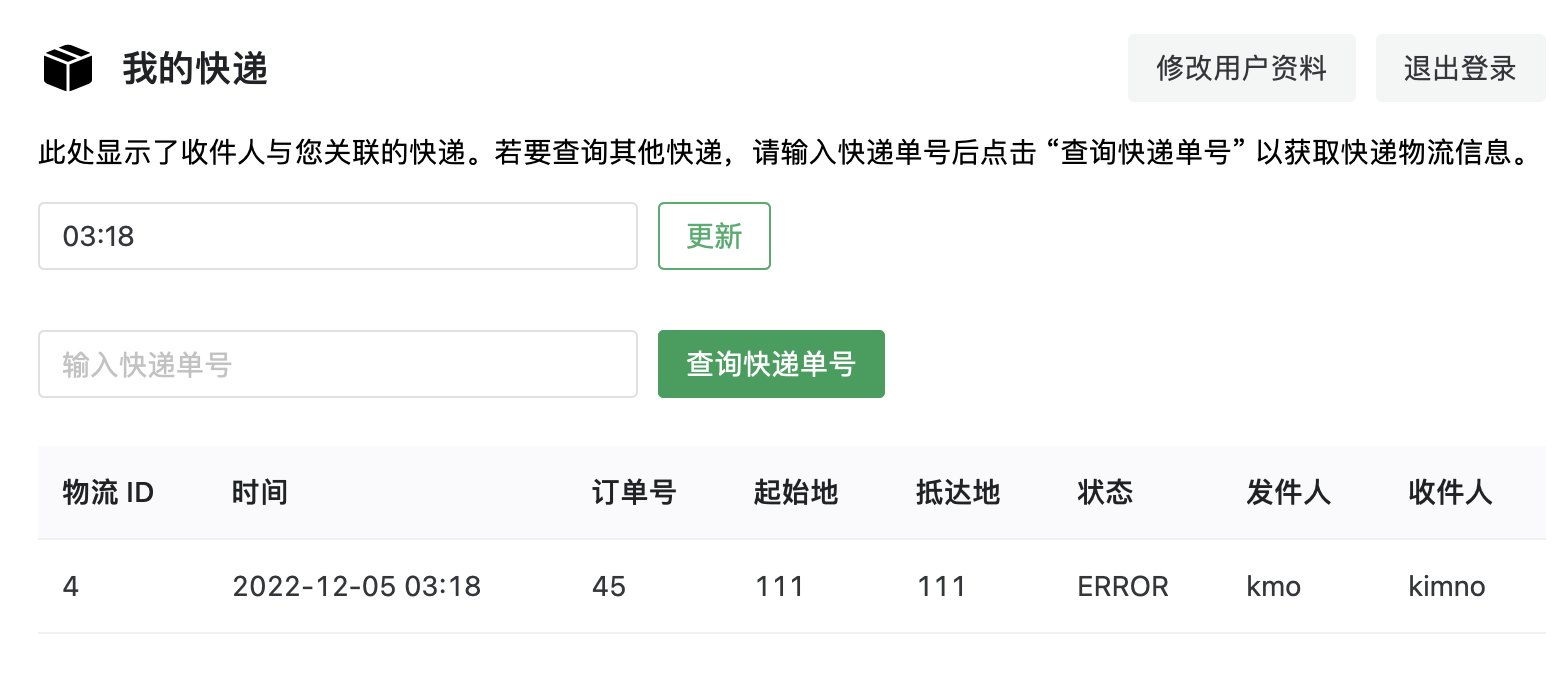 我的快递
修改用户资料
退出登录
此处显示了收件人与您关联的快递。若要查询其他快递，请输入快递单号后点击 “查询快递单号” 以获取快递物流信息。
03:18
更新
输入快递单号
查询快递单号
物流 ID 时间 订单号 起始地 抵达地 状态 发件人 收件人
4 2022-12-05 03:18 45 111 111 ERROR kmo kimno